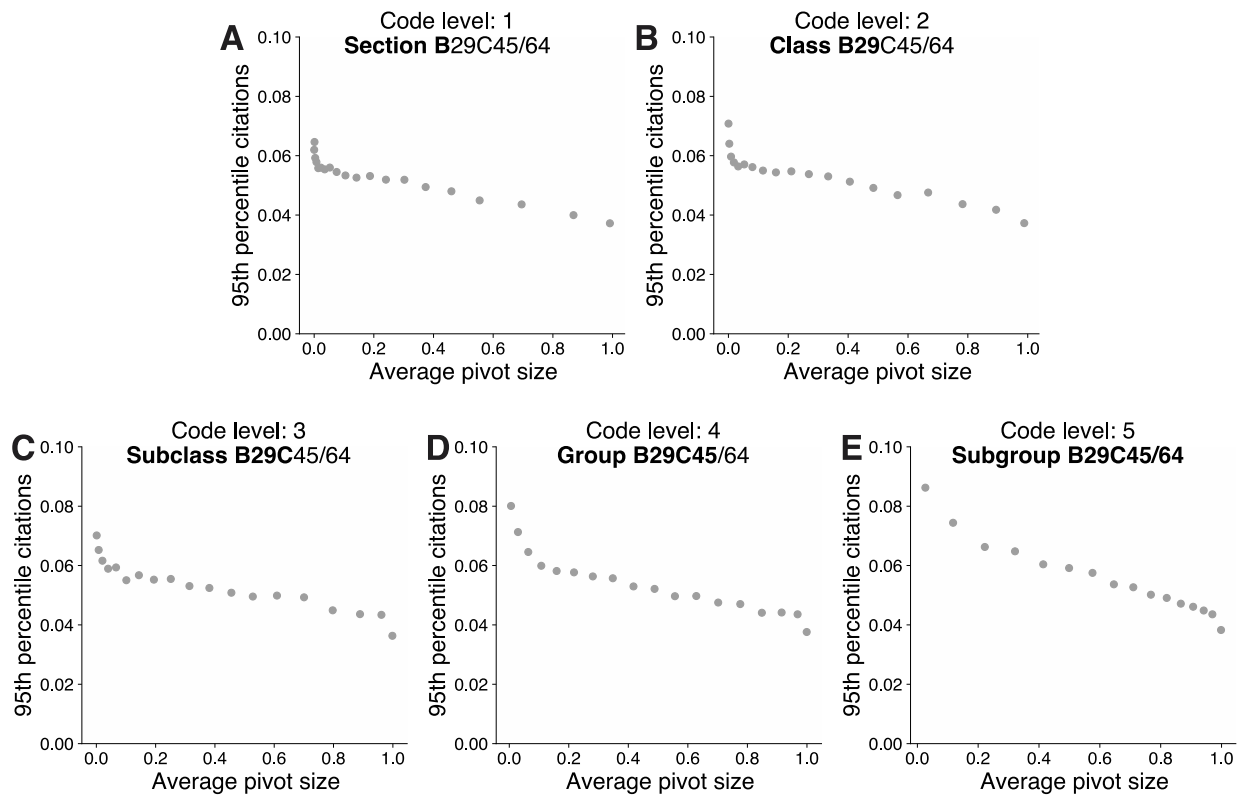 A
Code level: 1
Section B29C45/64
95th percentile citations
0.10
0.08
0.06
0.04
0.02
0.00
0.0 0.2 0.4 0.6 0.8 1.0
Average pivot size
B
Code level: 2
Class B29C45/64
95th percentile citations
0.10
0.08
0.06
0.04
0.02
0.00
0.0 0.2 0.4 0.6 0.8 1.0
Average pivot size
C
Code level: 3
Subclass B29C45/64
95th percentile citations
0.10
0.08
0.06
0.04
0.02
0.00
0.0 0.2 0.4 0.6 0.8 1.0
Average pivot size
D
Code level: 4
Group B29C45/64
95th percentile citations
0.10
0.08
0.06
0.04
0.02
0.00
0.0 0.2 0.4 0.6 0.8 1.0
Average pivot size
E
Code level: 5
Subgroup B29C45/64
95th percentile citations
0.10
0.08
0.06
0.04
0.02
0.00
0.0 0.2 0.4 0.6 0.8 1.0
Average pivot size